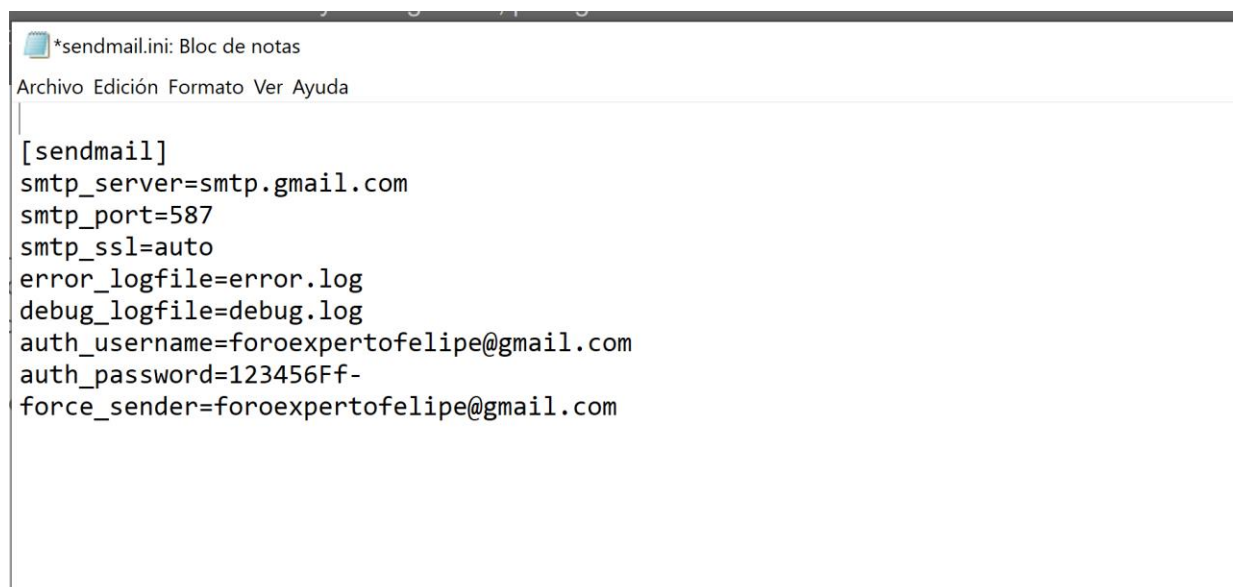 *sendmail.ini: Bloc de notas
Archivo Edición Formato Ver Ayuda
[sendmail]
smtp_server=smtp.gmail.com
smtp_port=587
smtp_ssl=auto
error_logfile=error.log
debug_logfile=debug.log
auth_username=foroexpertofelipe@gmail.com
auth_password=123456Ff-
force_sender=foroexpertofelipe@gmail.com